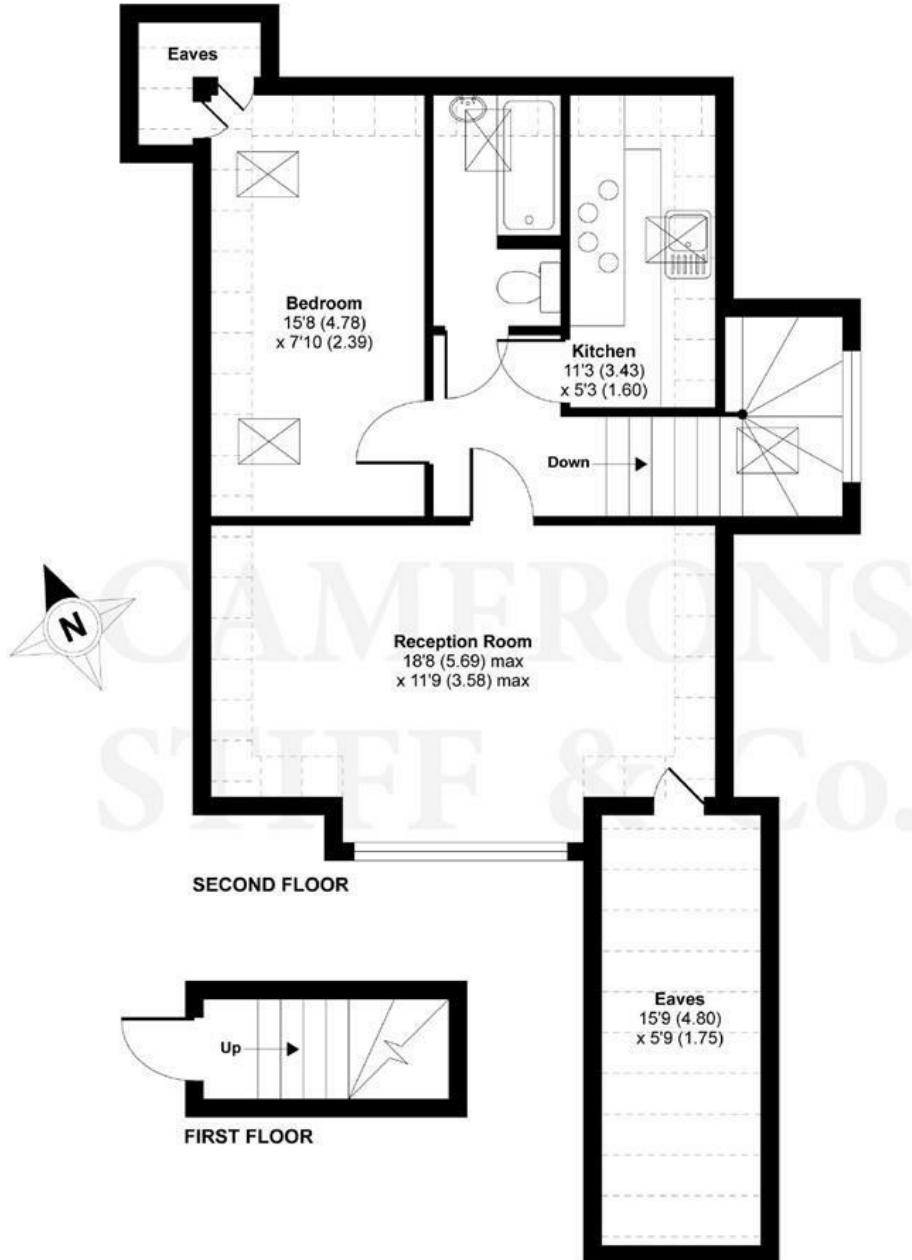 Eaves
Bedroom
15'8 (4.78)
x 7'10 (2.39)
Kitchen
11'3 (3.43)
x 5'3 (1.60)
Down
N
CAMERONS
STIFF & Co.
Reception Room
18'8 (5.69) max
x 11'9 (3.58) max
SECOND FLOOR
Eaves
15'9 (4.80)
x 5'9 (1.75)
Up
FIRST FLOOR